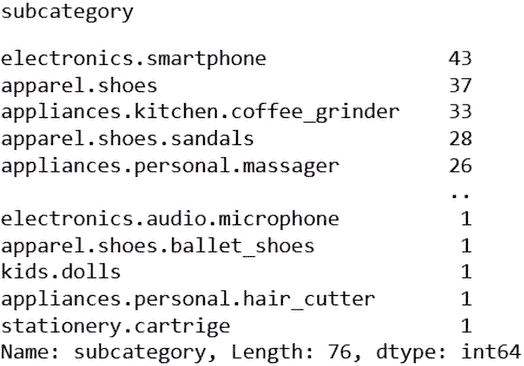 subcategory
electronics.smartphone 43
apparel.shoes 37
appliances.kitchen.coffee_grinder 33
apparel.shoes.sandals 28
appliances.personal.massager 26
..
electronics.audio.microphone 1
apparel.shoes.ballet_shoes 1
kids.dolls 1
appliances.personal.hair_cutter 1
stationery.cartrige 1
Name: subcategory, Length: 76, dtype: int64